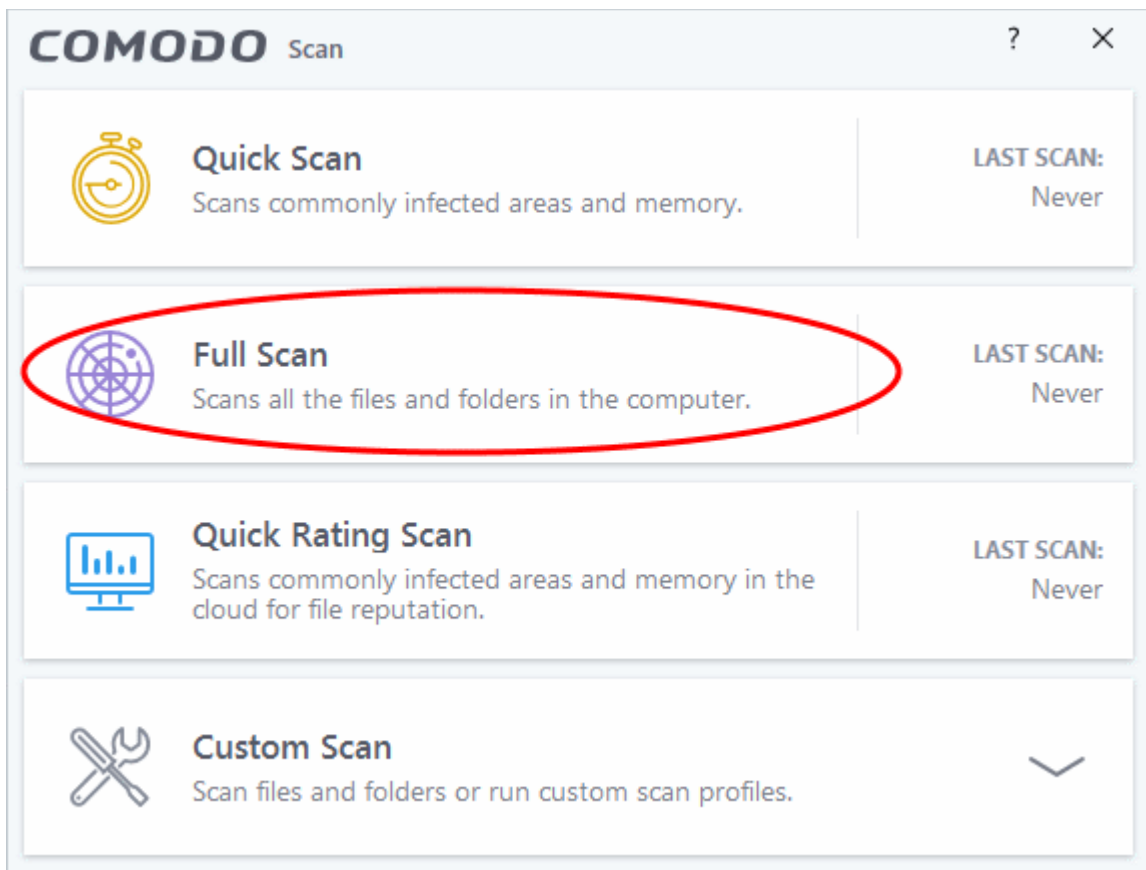 COMODO Scan ?
Quick Scan
Scans commonly infected areas and memory.
LAST SCAN:
Never
Full Scan
Scans all the files and folders in the computer.
LAST SCAN:
Never
Quick Rating Scan
Scans commonly infected areas and memory in the
cloud for file reputation.
LAST SCAN:
Never
Custom Scan
Scan files and folders or run custom scan profiles.